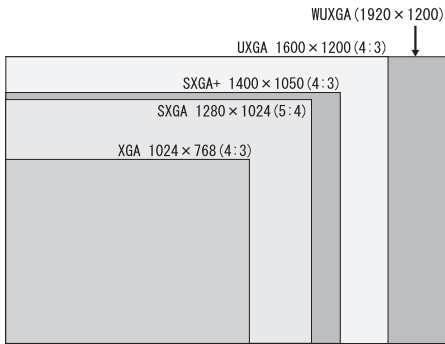 WUXGA(1920×1200)
UXGA 1600×1200(4:3)
SXGA+ 1400×1050(4:3)
SXGA 1280×1024(5:4)
XGA 1024×768(4:3)